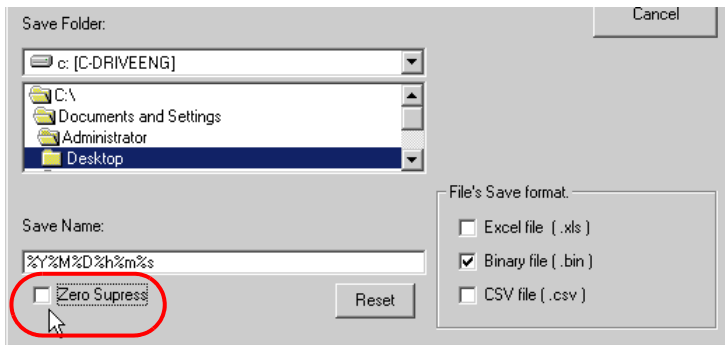 Save Folder:
Cancel
c: [C-DRIVEENG]
C:\
Documents and Settings
Administrator
Desktop
File's Save format.
Save Name:
Excel file ( .xls )
%Y%M%D%h%m%s
Binary file ( .bin )
Zero Supress
Reset
CSV file ( .csv )